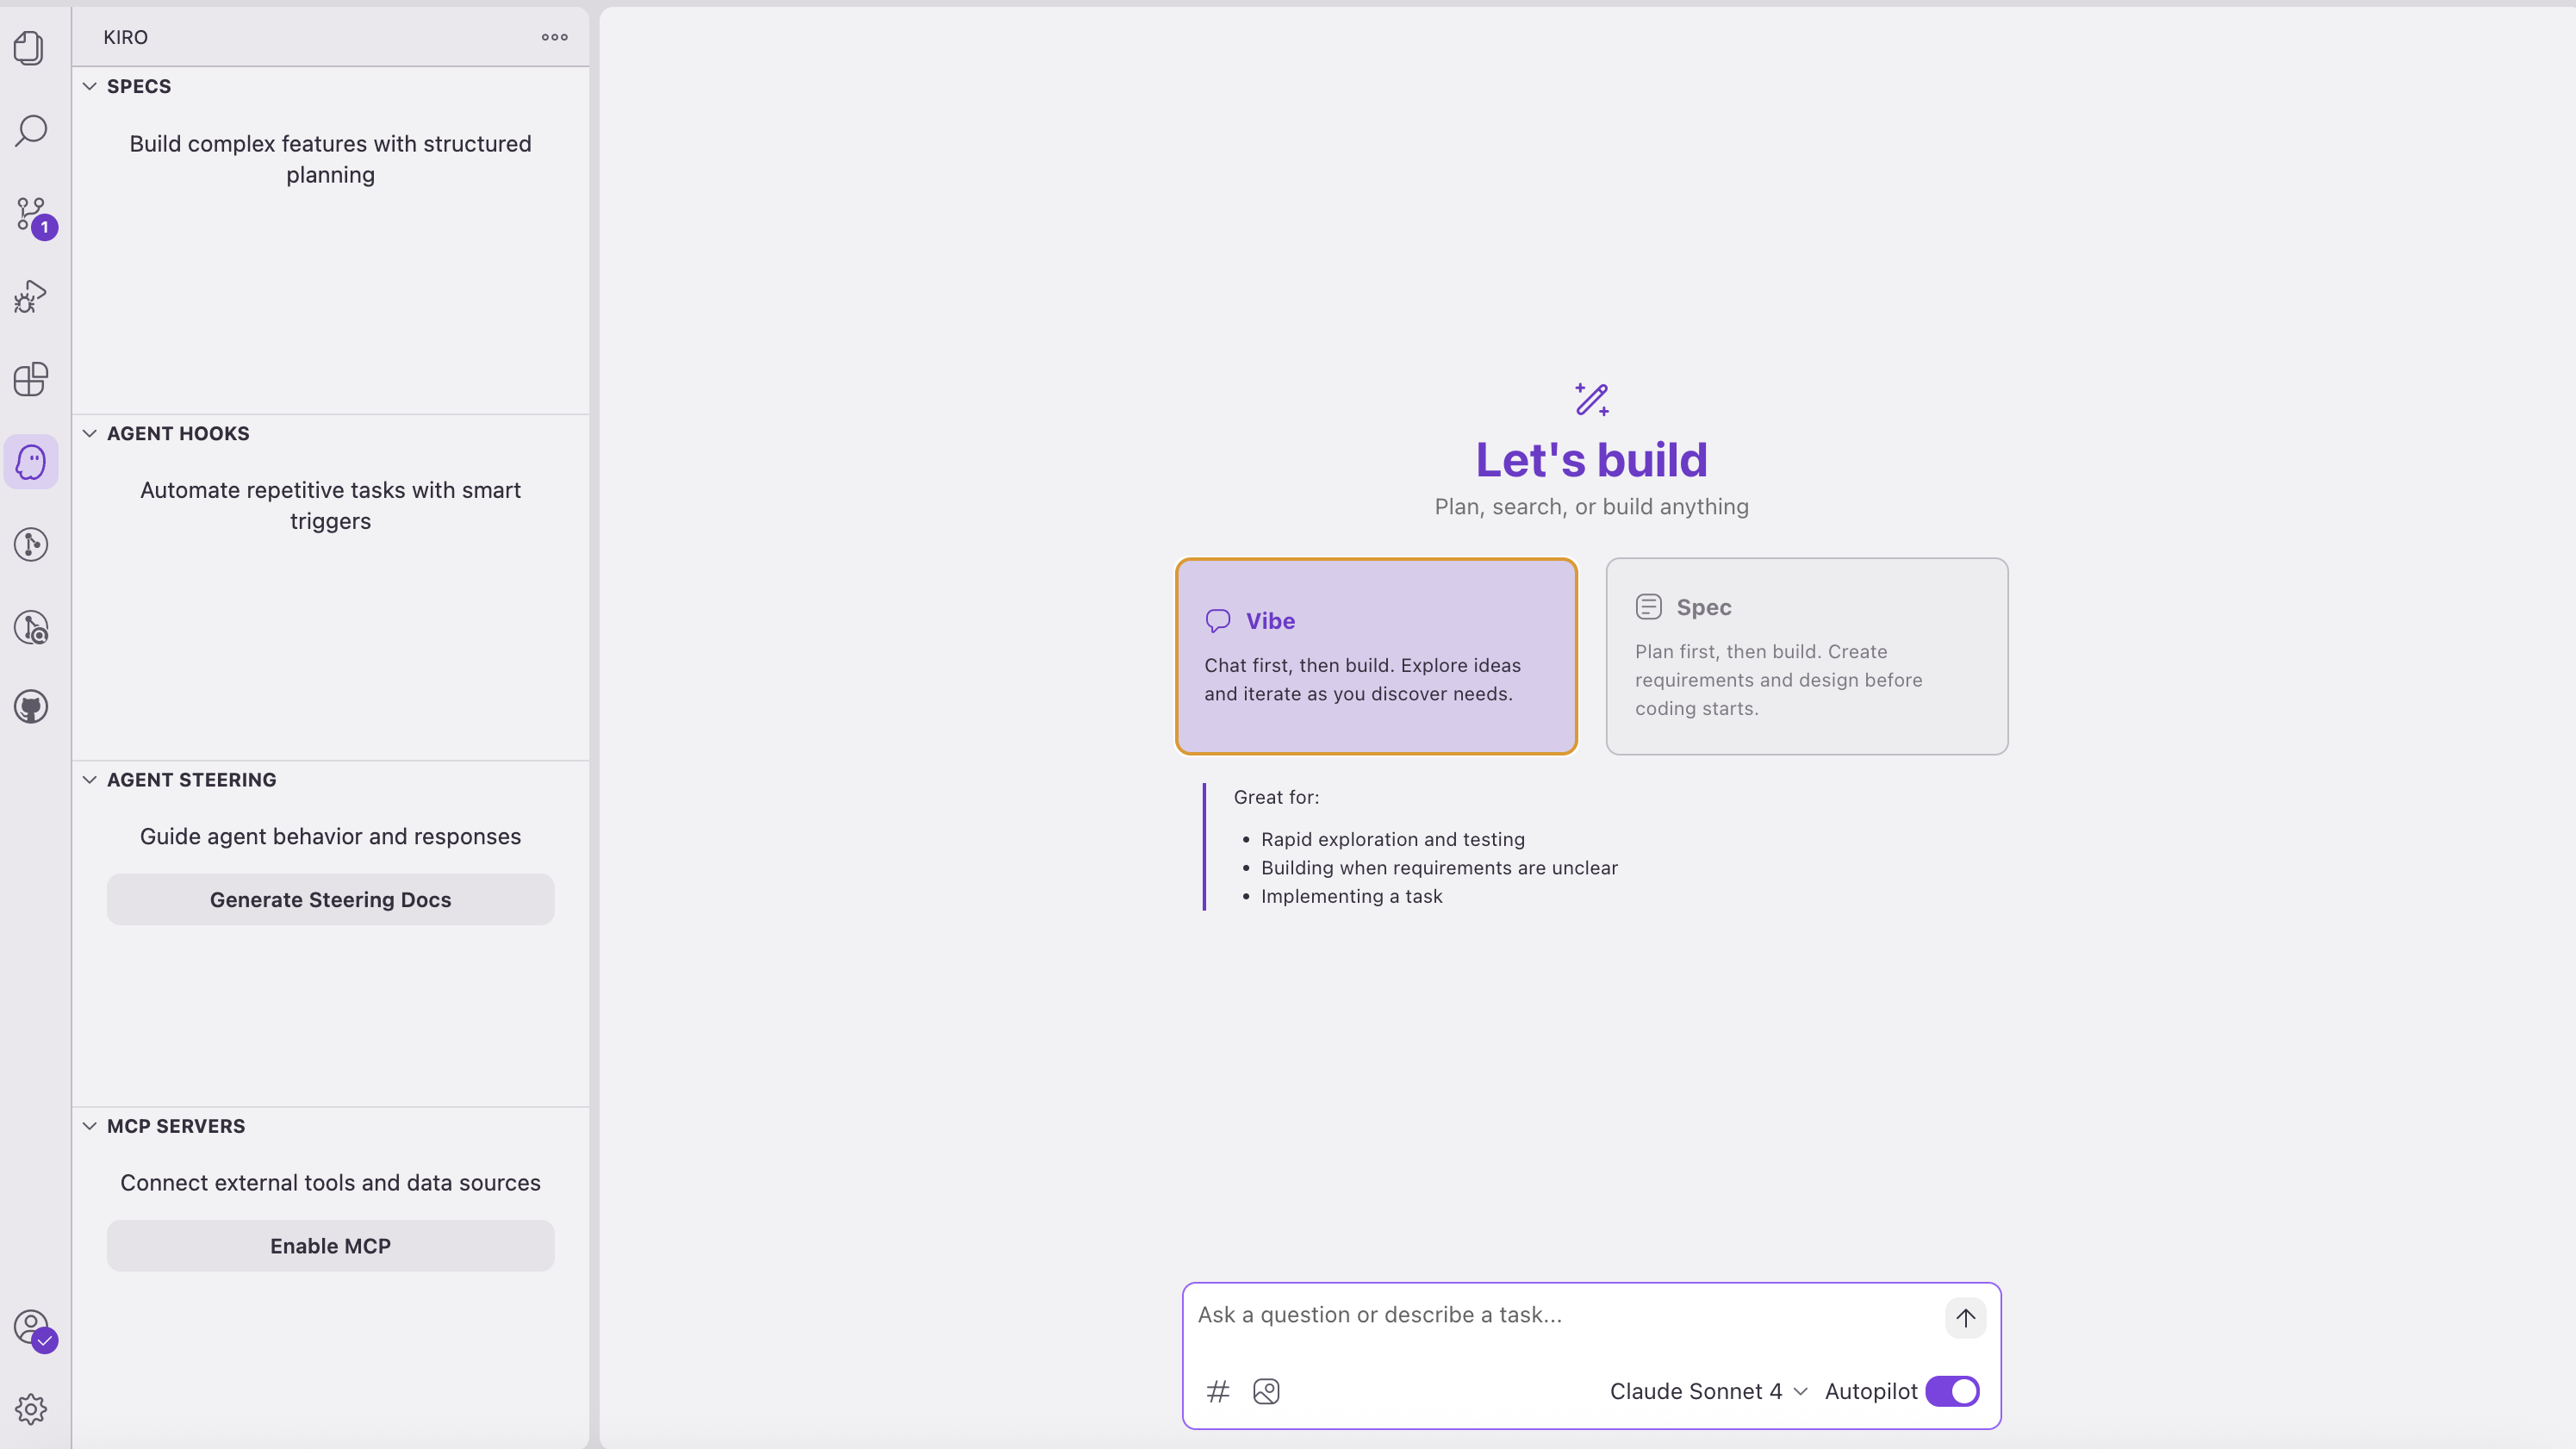 KIRO
SPECS
Build complex features with structured
planning
1
AGENT HOOKS
Automate repetitive tasks with smart
triggers
AGENT STEERING
Guide agent behavior and responses
Generate Steering Docs
MCP SERVERS
Connect external tools and data sources
Enable MCP
Let's build
Plan, search, or build anything
Vibe
Chat first, then build. Explore ideas
and iterate as you discover needs.
Spec
Plan first, then build. Create
requirements and design before
coding starts.
Great for:
• Rapid exploration and testing
• Building when requirements are unclear
• Implementing a task
Ask a question or describe a task...
# Claude Sonnet 4 Autopilot